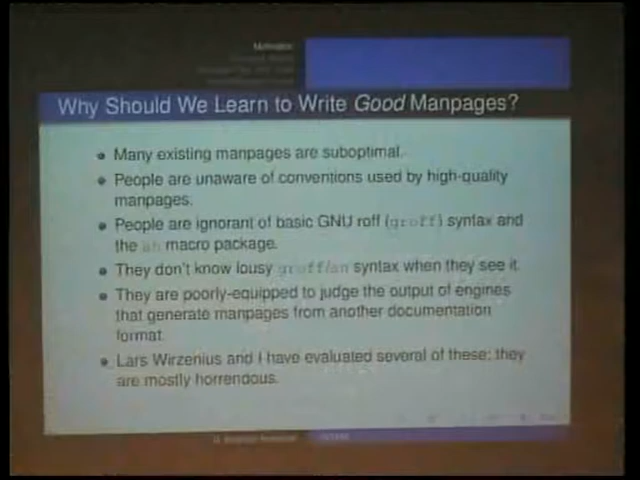 Motivation
Why Should We Learn to Write Good Manpages?
Many existing manpages are suboptimal.
People are unaware of conventions used by high-quality
manpages.
People are ignorant of basic GNU roff (groff) syntax and
the an macro package.
They don't know lousy groff/an syntax when they see it.
They are poorly-equipped to judge the output of engines
that generate manpages from another documentation
format.
Lars Wirzenius and I have evaluated several of these; they
are mostly horrendous.